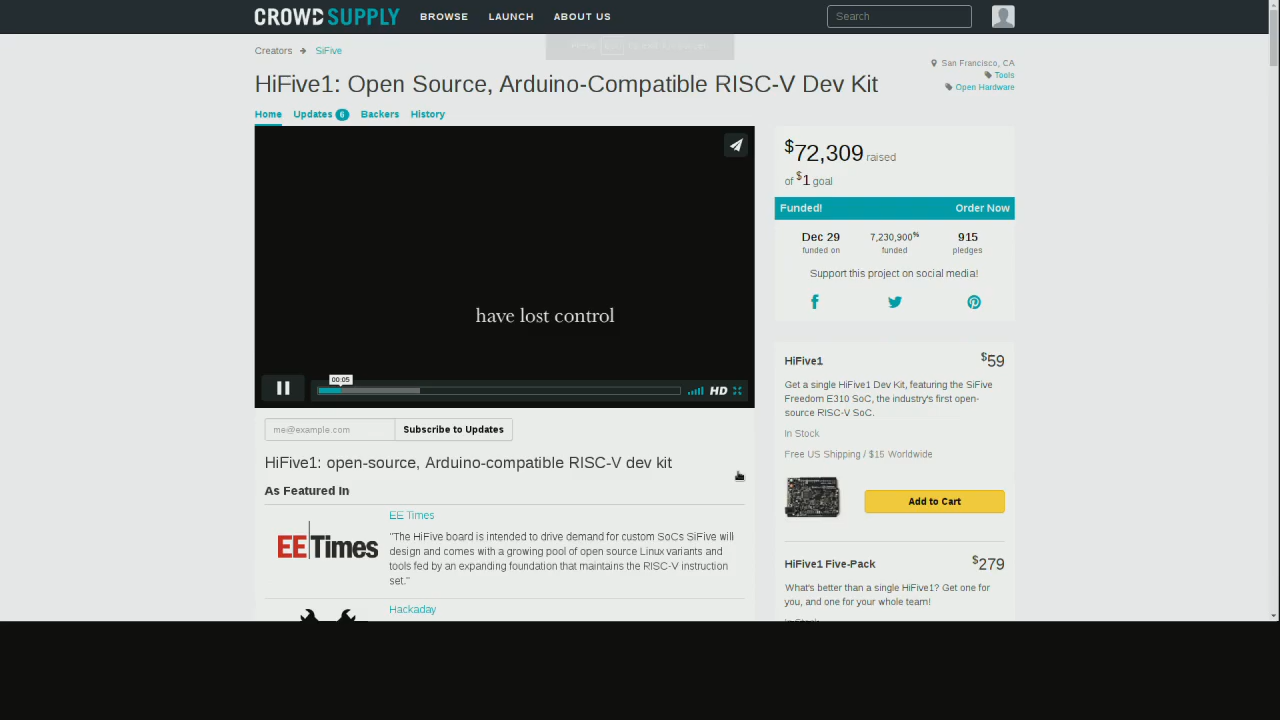 CROWD SUPPLY BROWSE LAUNCH ABOUT US Search
Creators → SiFive
San Francisco, CA
Tools
Open Hardware
HiFive1: Open Source, Arduino-Compatible RISC-V Dev Kit
Home Updates 6 Backers History
have lost control
00:05
HD
$72,309 raised
of $1 goal
Funded! Order Now
Dec 29 7,230,900% 915
funded on funded pledges
Support this project on social media!
me@example.com Subscribe to Updates
HiFive1: open-source, Arduino-compatible RISC-V dev kit
As Featured In
EE Times
EE Times
"The HiFive board is intended to drive demand for custom SoCs SiFive will
design and comes with a growing pool of open source Linux variants and
tools fed by an expanding foundation that maintains the RISC-V instruction
set."
Hackaday
HiFive1 $59
Get a single HiFive1 Dev Kit, featuring the SiFive
Freedom E310 SoC, the industry's first open-
source RISC-V SoC.
In Stock
Free US Shipping / $15 Worldwide
Add to Cart
HiFive1 Five-Pack $279
What's better than a single HiFive1? Get one for
you, and one for your whole team!